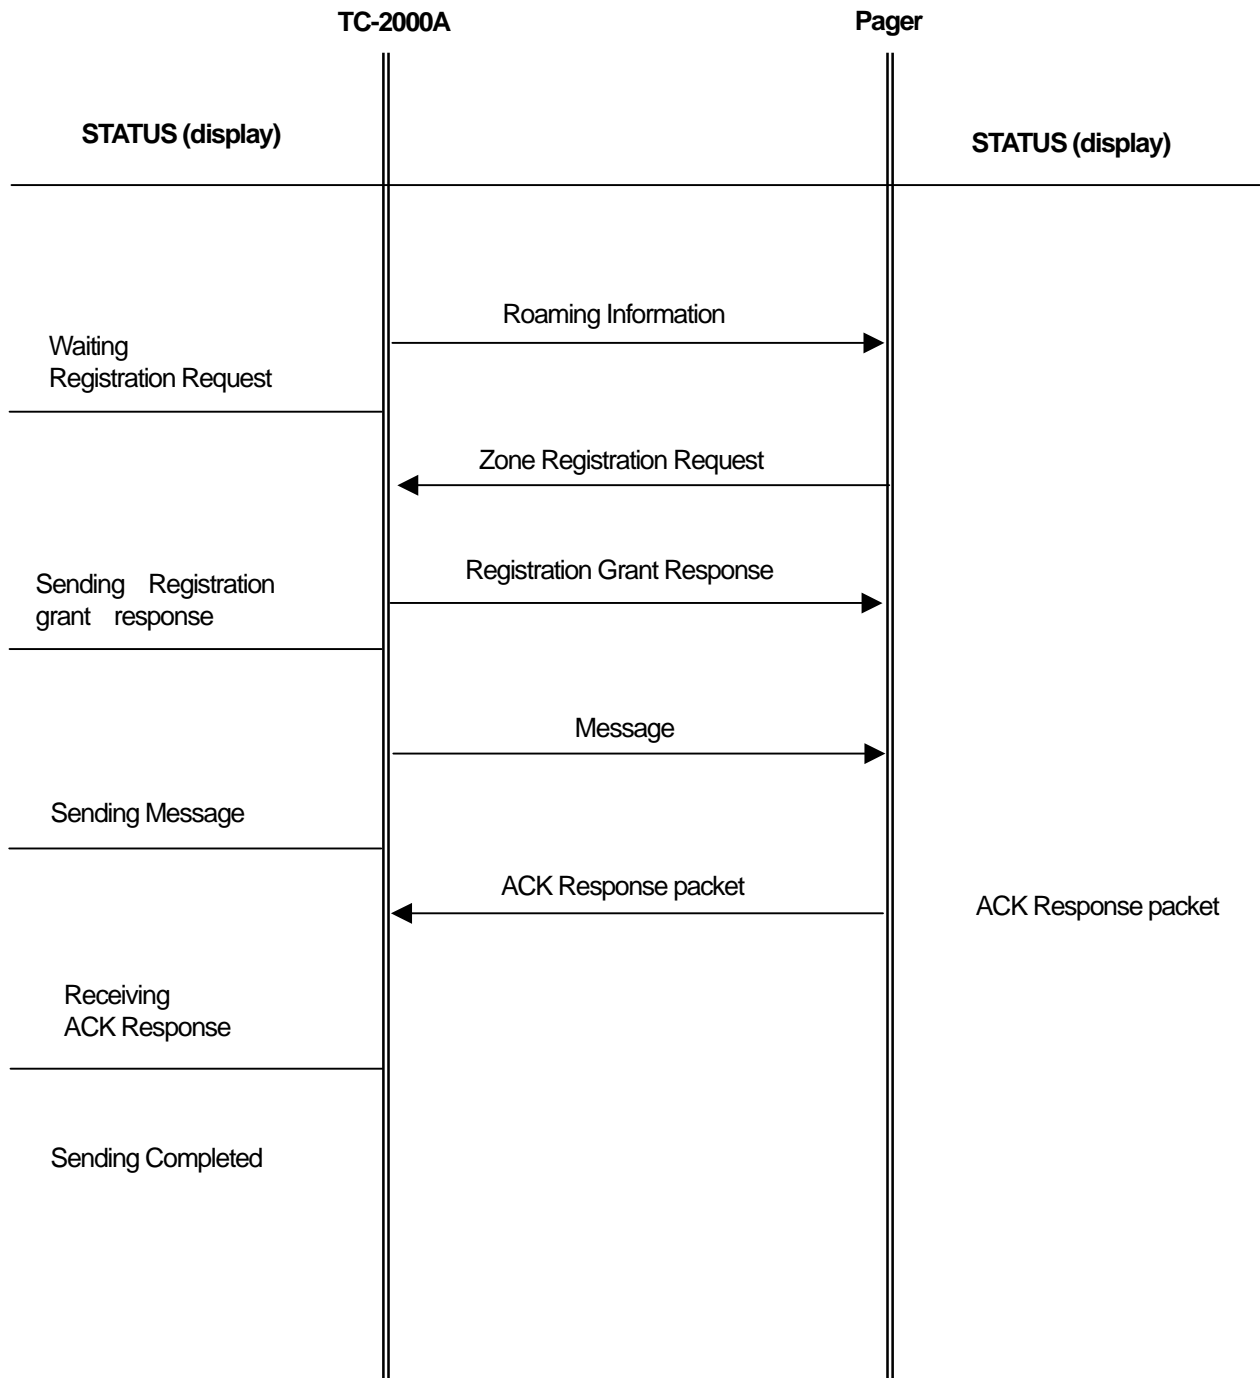 TC-2000A
Pager
STATUS (display)
STATUS (display)
Roaming Information
Waiting
Registration Request
Zone Registration Request
Registration Grant Response
Sending Registration
grant response
Message
Sending Message
ACK Response packet
ACK Response packet
Receiving
ACK Response
Sending Completed